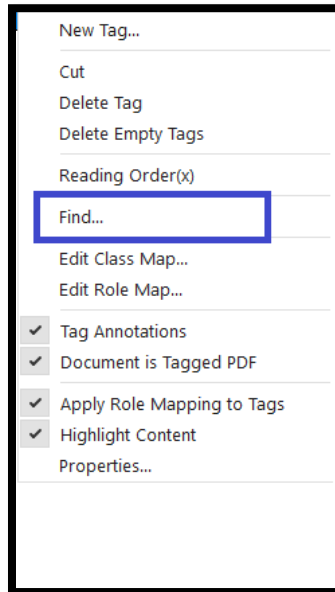 New Tag...
Cut
Delete Tag
Delete Empty Tags
Reading Order(x)
Find...
Edit Class Map...
Edit Role Map...
Tag Annotations
Document is Tagged PDF
Apply Role Mapping to Tags
Highlight Content
Properties...